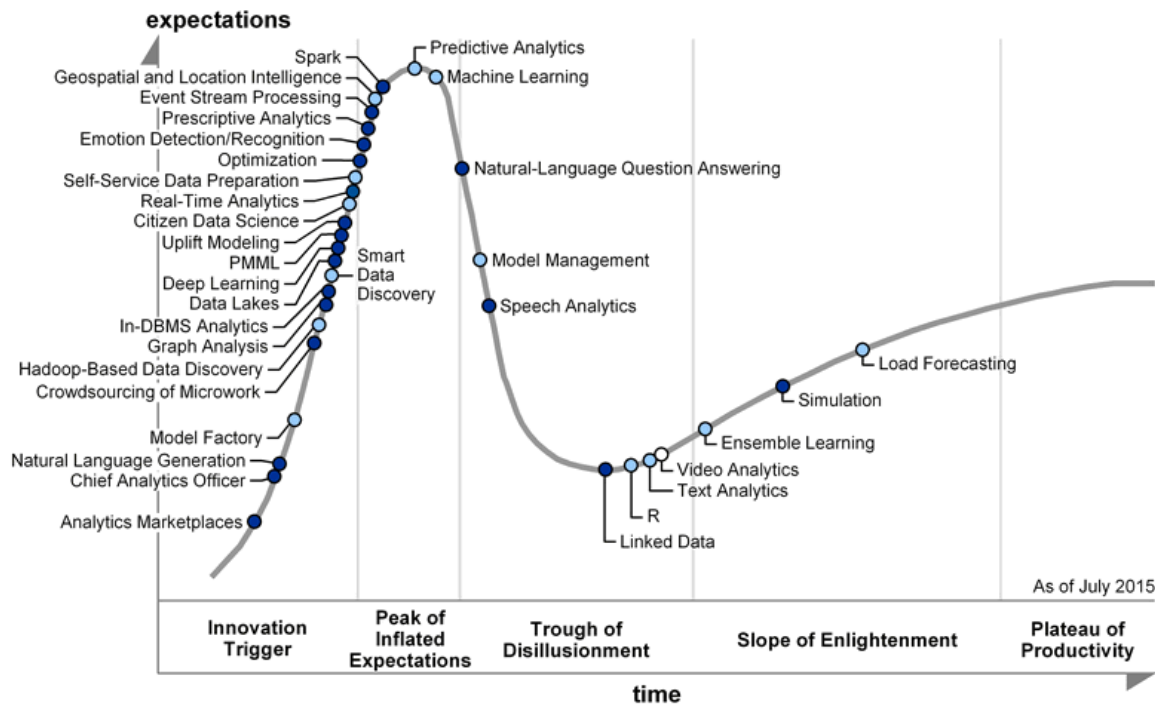 expectations
Spark
Geospatial and Location Intelligence
Event Stream Processing
Prescriptive Analytics
Emotion Detection/Recognition
Optimization
Self-Service Data Preparation
Real-Time Analytics
Citizen Data Science
Uplift Modeling
PMML
Deep Learning
Data Lakes
In-DBMS Analytics
Graph Analysis
Hadoop-Based Data Discovery
Crowdsourcing of Microwork
Model Factory
Natural Language Generation
Chief Analytics Officer
Analytics Marketplaces
Smart
Data
Discovery
Predictive Analytics
Machine Learning
Natural-Language Question Answering
Model Management
Speech Analytics
Load Forecasting
Simulation
Ensemble Learning
Video Analytics
Text Analytics
R
Linked Data
As of July 2015
Innovation
Trigger
Peak of
Inflated
Expectations
Trough of
Disillusionment
Slope of Enlightenment
Plateau of
Productivity
time